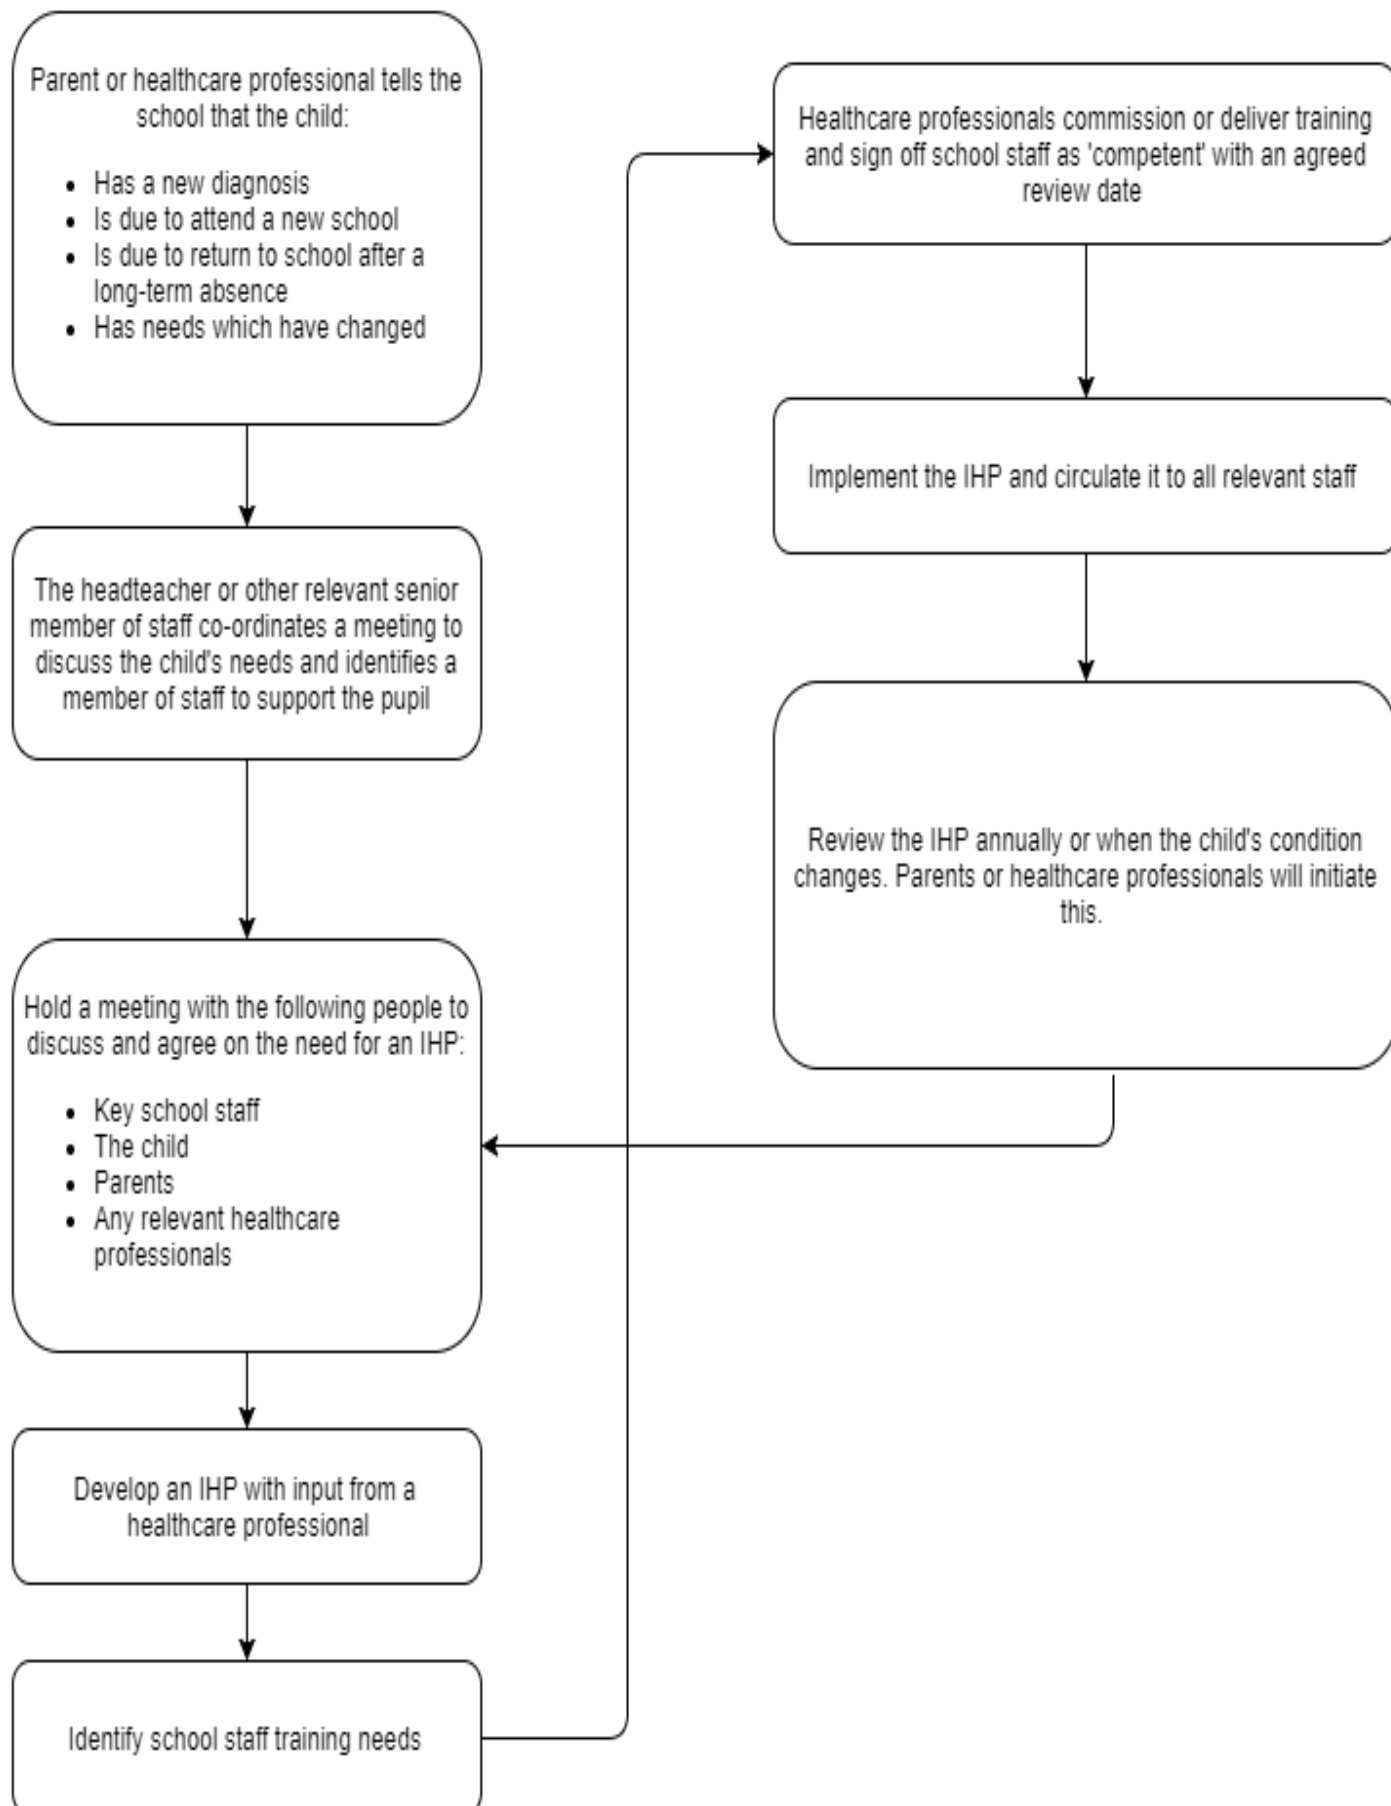 Parent or healthcare professional tells the
school that the child:
• Has a new diagnosis
• Is due to attend a new school
• Is due to return to school after a
long-term absence
• Has needs which have changed
The headteacher or other relevant senior
member of staff co-ordinates a meeting to
discuss the child's needs and identifies a
member of staff to support the pupil
Hold a meeting with the following people to
discuss and agree on the need for an IHP:
• Key school staff
• The child
• Parents
• Any relevant healthcare
professionals
Develop an IHP with input from a
healthcare professional
Identify school staff training needs
Healthcare professionals commission or deliver training
and sign off school staff as 'competent' with an agreed
review date
Implement the IHP and circulate it to all relevant staff
Review the IHP annually or when the child's condition
changes. Parents or healthcare professionals will initiate
this.